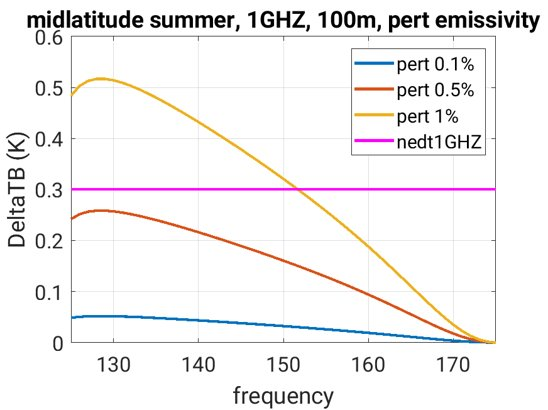 midlatitude summer, 1GHZ, 100m, pert emissivity
0.6
0.5
0.4
0.3
0.2
0.1
0
DeltaTB (K)
pert 0.1%
pert 0.5%
pert 1%
nedt1GHZ
130 140 150 160 170
frequency